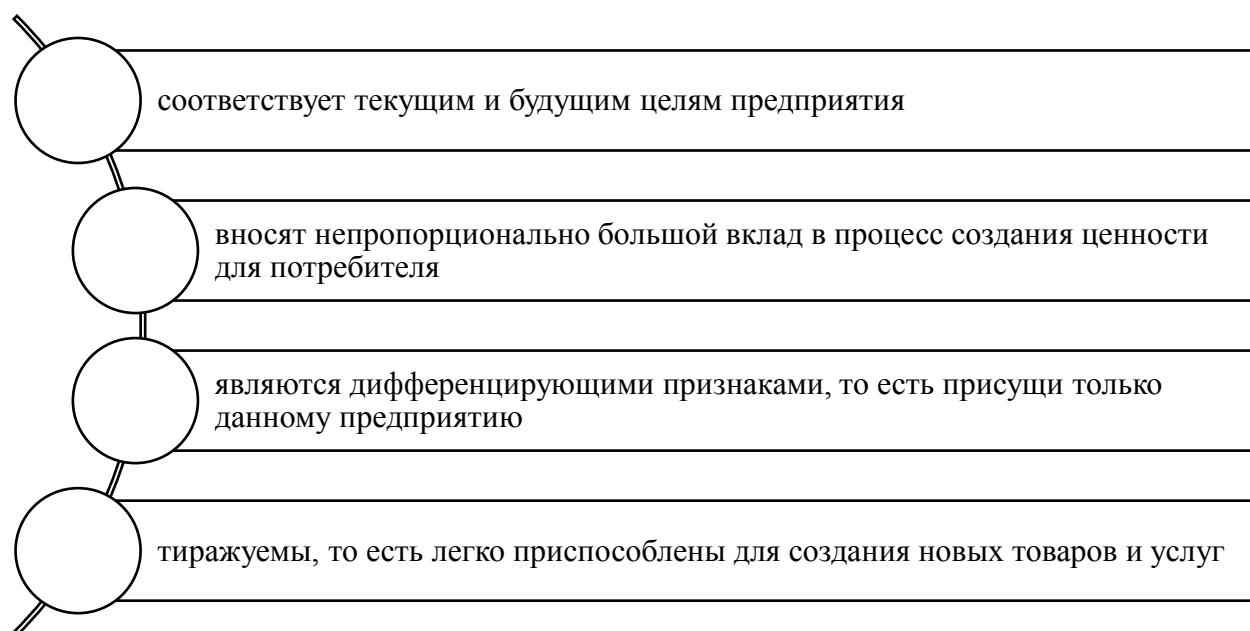 соответствует текущим и будущим целям предприятия
вносят непропорционально большой вклад в процесс создания ценности
для потребителя
являются дифференцирующими признаками, то есть присущи только
данному предприятию
тиражуемы, то есть легко приспособлены для создания новых товаров и услуг